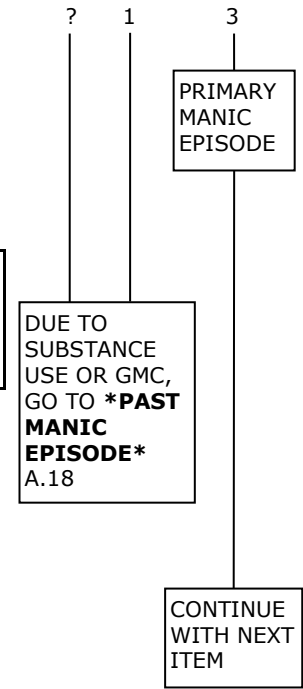 ? 1 3
PRIMARY
MANIC
EPISODE
DUE TO
SUBSTANCE
USE OR GMC,
GO TO *PAST
MANIC
EPISODE*
A.18
CONTINUE
WITH NEXT
ITEM